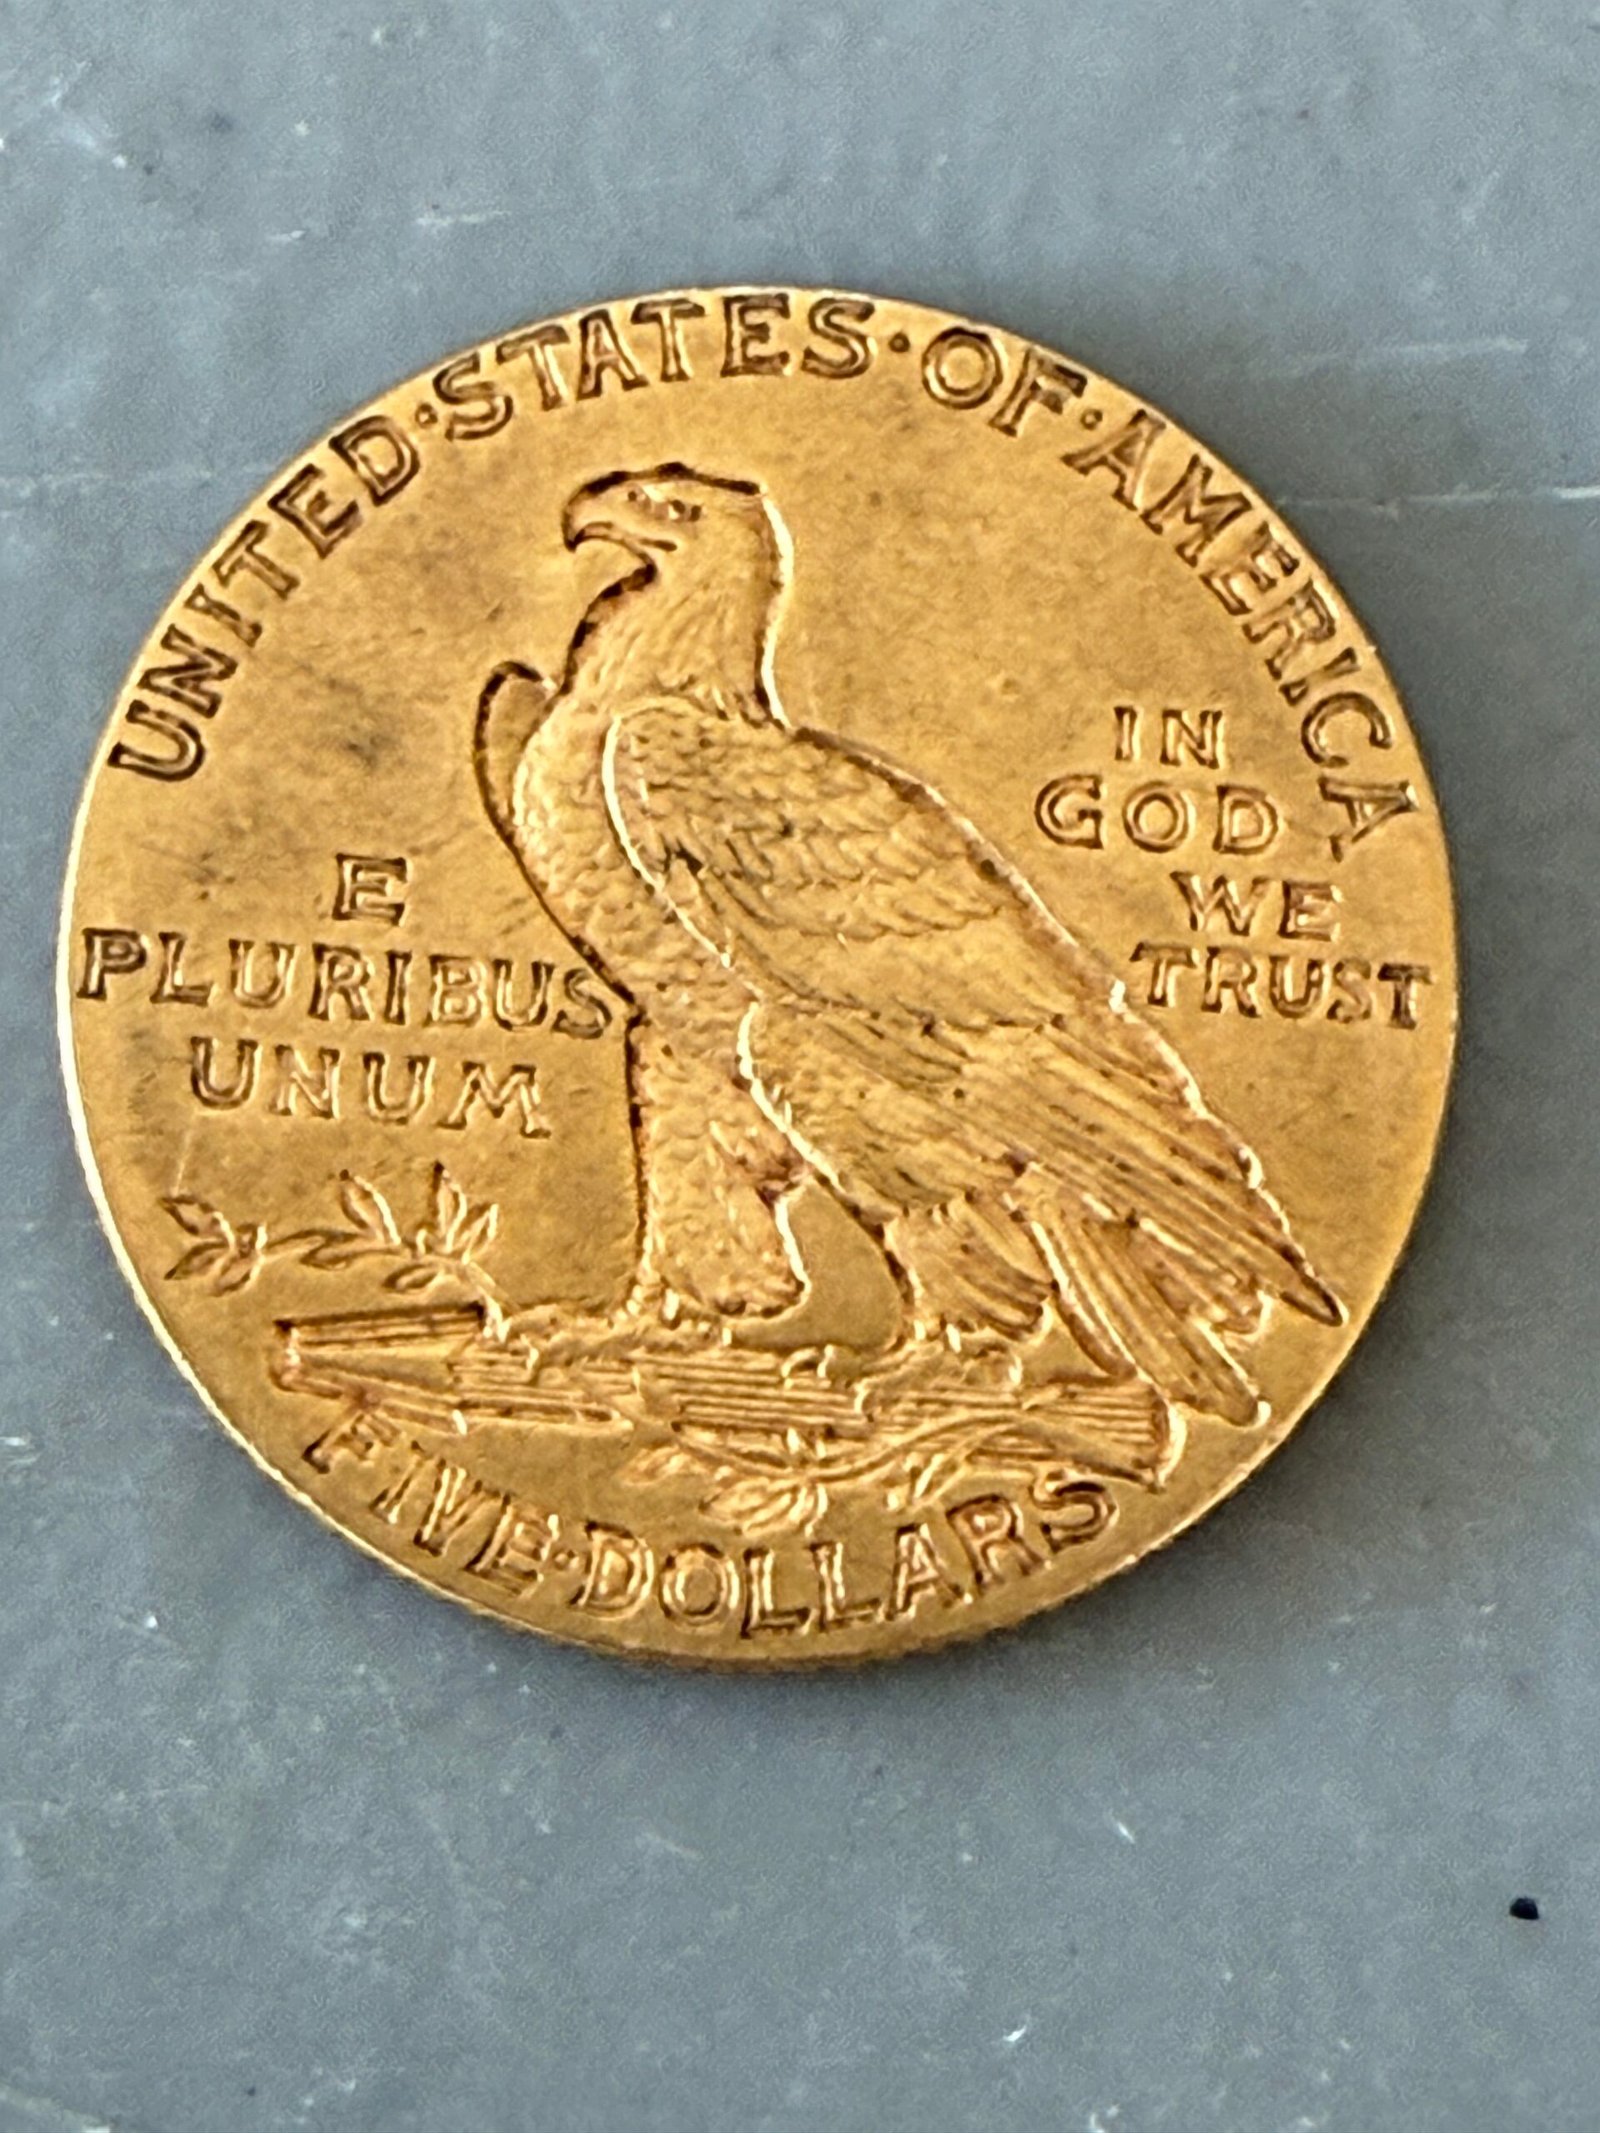 UNITED·STATES·OF·AMERICA
E
PLURIBUS
UNUM
IN
GOD
WE
TRUST
FIVE·DOLLARS